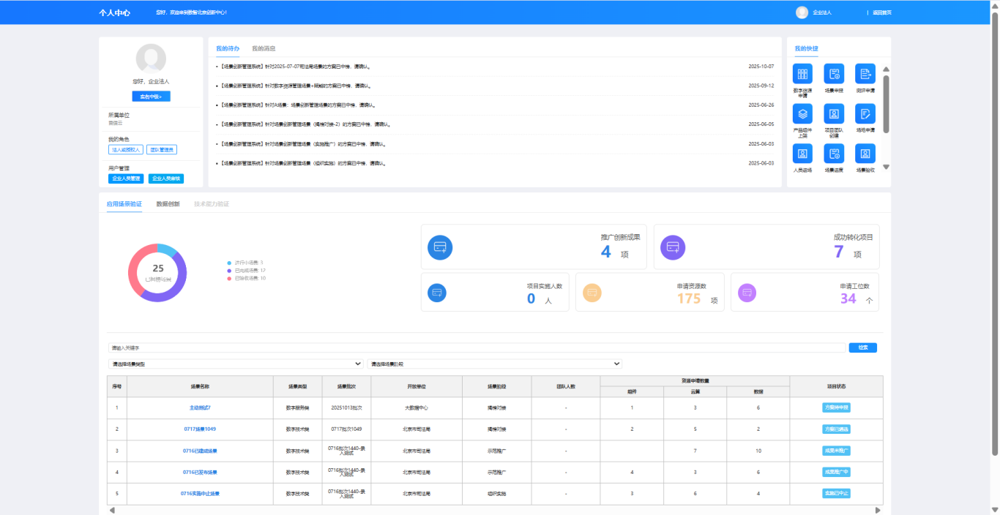 个人中心 您好，欢迎来到数智北京创新中心！ 企业法人 | 返回首页
您好，企业法人
实名中级>
所属单位
我的角色
法人或授权人 团队管理员
用户管理
企业人员管理 企业人员审核
我的待办 我的消息
【场景创新管理系统】针对2025-07-07司法局场景的方案已中榜，请确认。 2025-10-07
【场景创新管理系统】针对数字资源管理场景+赋能的方案已中榜，请确认。 2025-09-12
【场景创新管理系统】针对A场景：场景创新管理场景的方案已中榜，请确认。 2025-06-26
【场景创新管理系统】针对场景创新管理场景（揭榜对接-2）的方案已中榜，请确认。 2025-06-05
【场景创新管理系统】针对场景创新管理场景（实施推广）的方案已中榜，请确认。 2025-06-03
【场景创新管理系统】针对场景创新管理场景（组织实施）的方案已中榜，请确认。 2025-06-03
我的快捷
数字资源申请 场景申报 测评申请
产品组件上架 项目团队创建 场地申请
人员进场 场景进度 场景验收
应用场景验证 数据创新 技术能力验证
25
已揭榜场景
进行中场景: 3
已完成场景: 12
已验收场景: 10
推广创新成果
4 项
成功转化项目
7 项
项目实施人数
0 人
申请资源数
175 项
申请工位数
34 个
请输入关键字 检索
请选择场景类型 请选择场景阶段
序号 场景名称 场景类型 场景批次 开放单位 场景阶段 团队人数 资源申请数量 项目状态
组件 云算 数据
1 主动测试7 数字服务类 20251013批次 大数据中心 揭榜对接 - 1 3 6 方案待申报
2 0717场景1049 数字技术类 0717批次1049 北京市司法局 揭榜对接 - 2 5 2 方案已遴选
3 0716已建成场景 数字技术类 0716批次1440-录入测试 北京市司法局 示范推广 - 7 10 成果未推广
4 0716已发布场景 数字技术类 0716批次1440-录入测试 北京市司法局 示范推广 - 4 3 6 成果推广中
5 0716实施中止场景 数字技术类 0716批次1440-录入测试 北京市司法局 组织实施 - 3 6 4 实施已中止